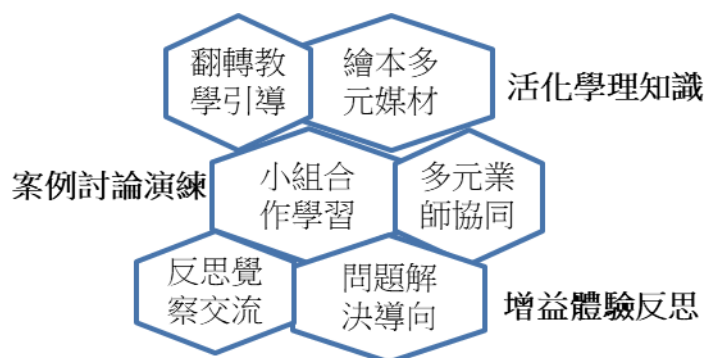 翻轉教
學引導
繪本多
元媒材
活化學理知識
案例討論演練
小組合
作學習
多元業
師協同
反思覺
察交流
問題解
決導向
增益體驗反思